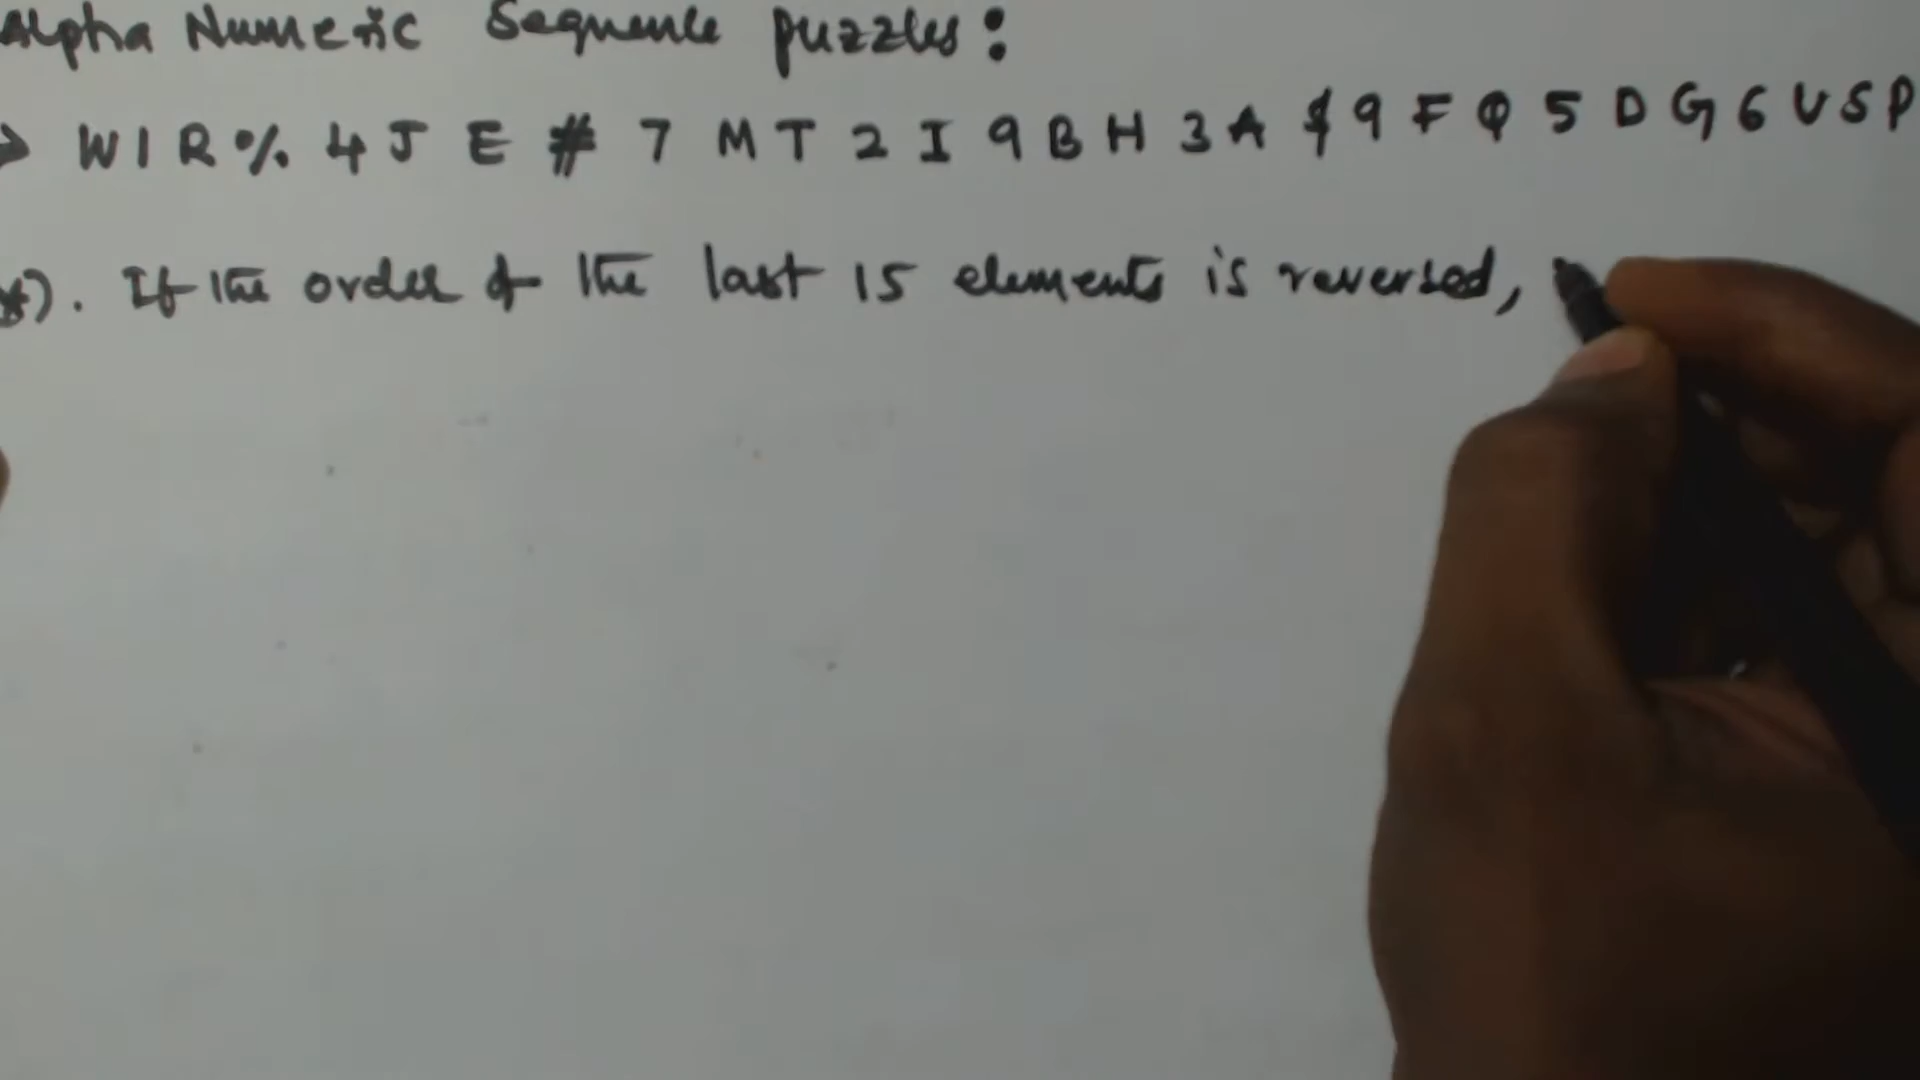 Alpha Numeric Sequence puzzles:
W I R % 4 J E # 7 M T 2 I 9 B H 3 A $ 9 F Q 5 D G 6 U S P
*). If the order of the last 15 elements is reversed,